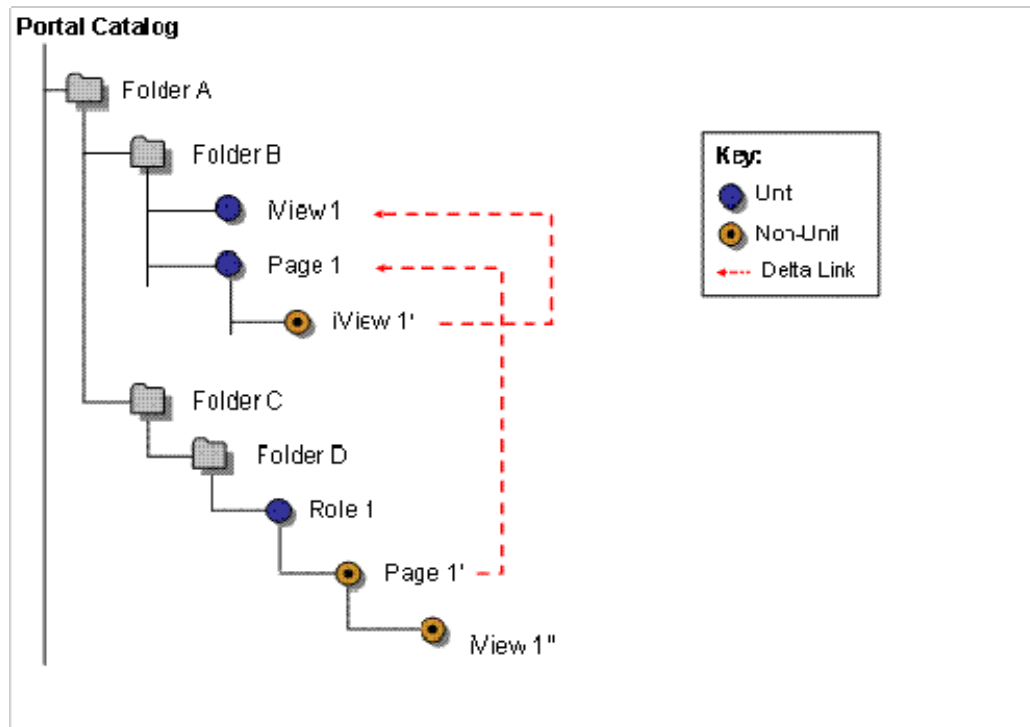 Portal Catalog
Folder A
Folder B
iView 1
Page 1
iView 1'
Folder C
Folder D
Role 1
Page 1'
iView 1"
Key:
Unit
Non-Unit
Delta Link